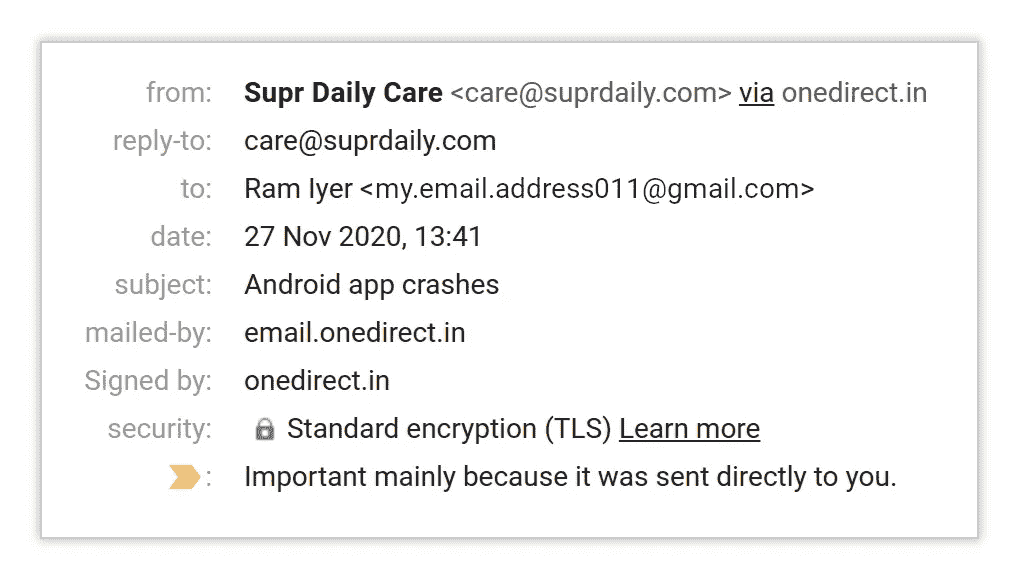 from: Supr Daily Care <care@suprdaily.com> via onedirect.in
reply-to: care@suprdaily.com
to: Ram Iyer <my.email.address011@gmail.com>
date: 27 Nov 2020, 13:41
subject: Android app crashes
mailed-by: email.onedirect.in
Signed by: onedirect.in
security: Standard encryption (TLS) Learn more
: Important mainly because it was sent directly to you.